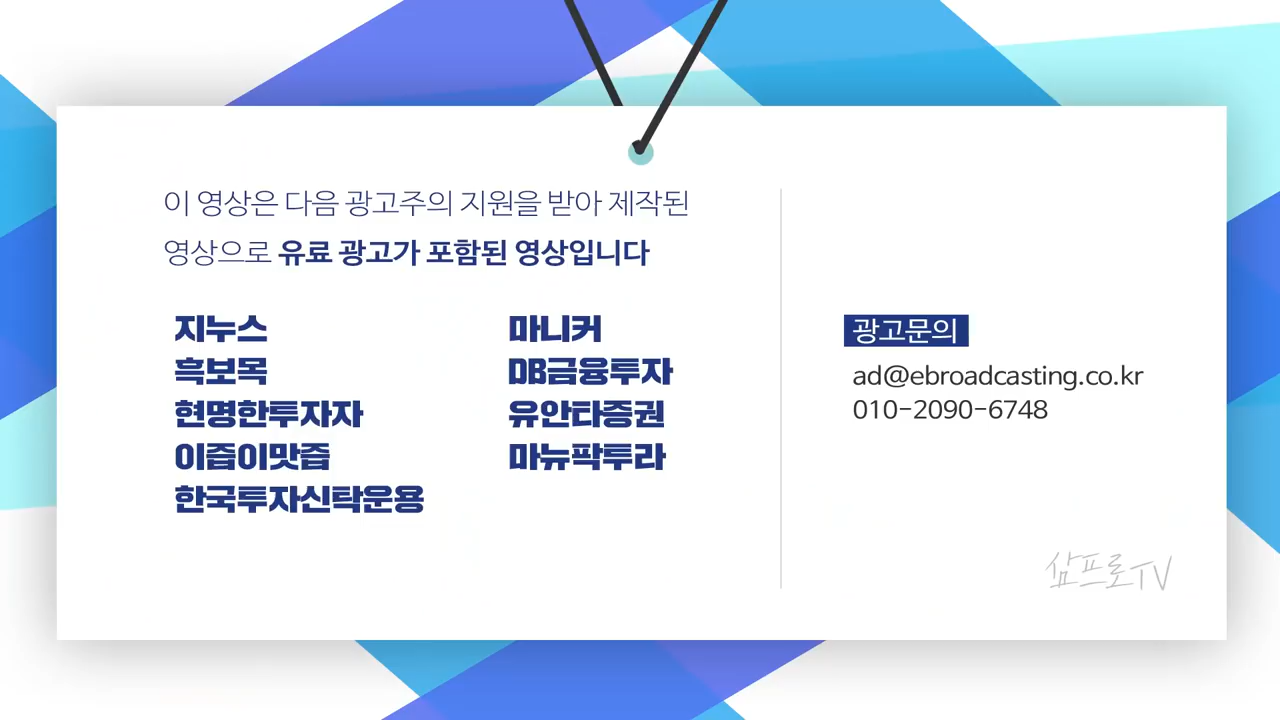 이 영상은 다음 광고주의 지원을 받아 제작된
영상으로 유료 광고가 포함된 영상입니다
지누스
흑보목
현명한투자자
이즙이맛즙
한국투자신탁운용
마니커
DB금융투자
유안타증권
마뉴팍투라
광고문의
ad@ebroadcasting.co.kr
010-2090-6748
삼프로TV